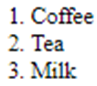 1. Coffee
2. Tea
3. Milk